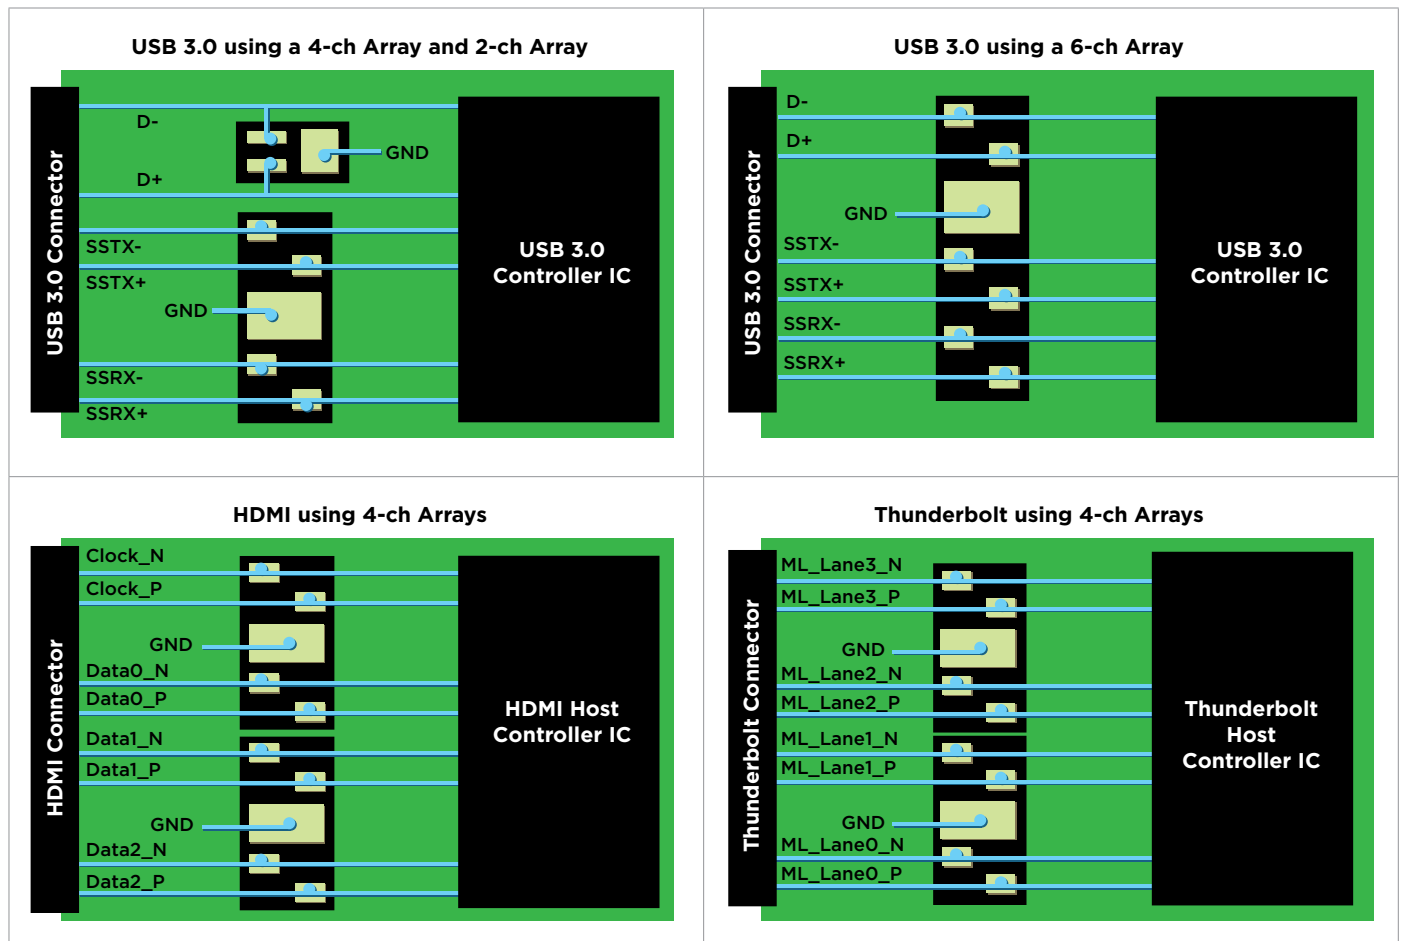 USB 3.0 using a 4-ch Array and 2-ch Array
USB 3.0 Connector
D-
GND
D+
SSTX-
SSTX+
GND
SSRX-
SSRX+
USB 3.0
Controller IC
USB 3.0 using a 6-ch Array
USB 3.0 Connector
D-
D+
GND
SSTX-
SSTX+
SSRX-
SSRX+
USB 3.0
Controller IC
HDMI using 4-ch Arrays
HDMI Connector
Clock_N
Clock_P
GND
Data0_N
Data0_P
Data1_N
Data1_P
GND
Data2_N
Data2_P
HDMI Host
Controller IC
Thunderbolt using 4-ch Arrays
Thunderbolt Connector
ML_Lane3_N
ML_Lane3_P
GND
ML_Lane2_N
ML_Lane2_P
ML_Lane1_N
ML_Lane1_P
GND
ML_Lane0_N
ML_Lane0_P
Thunderbolt
Host
Controller IC